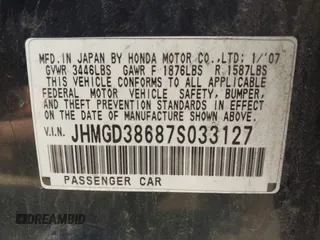 MFD. IN JAPAN BY HONDA MOTOR CO.,LTD: 1/'07
GVWR 3446LBS GAWR F 1876LBS R 1587LBS
THIS VEHICLE CONFORMS TO ALL APPLICABLE
FEDERAL MOTOR VEHICLE SAFETY, BUMPER,
AND THEFT PREVENTION STANDARDS IN EFFECT
ON THE DATE OF MANUFACTURE SHOWN ABOVE.
V.I.N. JHMGD38687S033127
PASSENGER CAR
DREAMBID